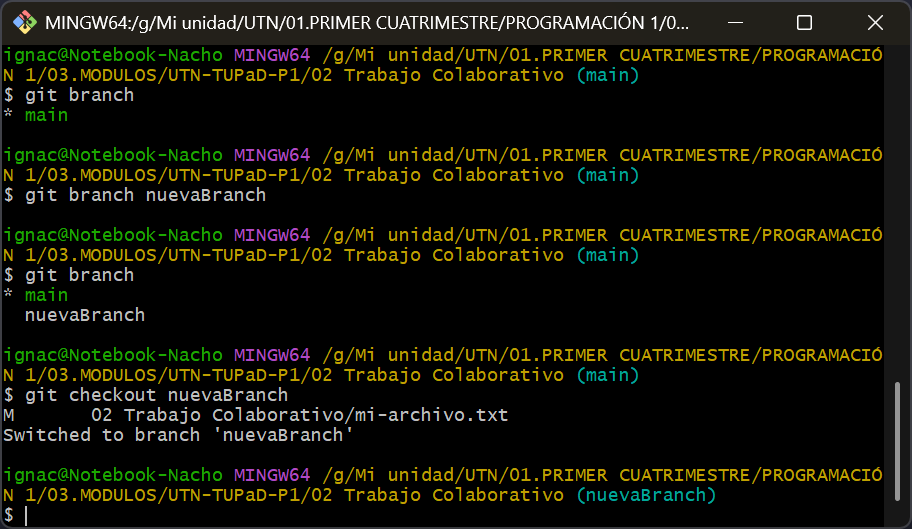 MINGW64:/g/Mi unidad/UTN/01.PRIMER CUATRIMESTRE/PROGRAMACIÓN 1/0...
ignac@Notebook-Nacho MINGW64 /g/Mi unidad/UTN/01.PRIMER CUATRIMESTRE/PROGRAMACIÓ
N 1/03.MODULOS/UTN-TUPaD-P1/02 Trabajo Colaborativo (main)
$ git branch
* main
ignac@Notebook-Nacho MINGW64 /g/Mi unidad/UTN/01.PRIMER CUATRIMESTRE/PROGRAMACIÓ
N 1/03.MODULOS/UTN-TUPaD-P1/02 Trabajo Colaborativo (main)
$ git branch nuevaBranch
ignac@Notebook-Nacho MINGW64 /g/Mi unidad/UTN/01.PRIMER CUATRIMESTRE/PROGRAMACIÓ
N 1/03.MODULOS/UTN-TUPaD-P1/02 Trabajo Colaborativo (main)
$ git branch
* main
  nuevaBranch
ignac@Notebook-Nacho MINGW64 /g/Mi unidad/UTN/01.PRIMER CUATRIMESTRE/PROGRAMACIÓ
N 1/03.MODULOS/UTN-TUPaD-P1/02 Trabajo Colaborativo (main)
$ git checkout nuevaBranch
M       02 Trabajo Colaborativo/mi-archivo.txt
Switched to branch 'nuevaBranch'
ignac@Notebook-Nacho MINGW64 /g/Mi unidad/UTN/01.PRIMER CUATRIMESTRE/PROGRAMACIÓ
N 1/03.MODULOS/UTN-TUPaD-P1/02 Trabajo Colaborativo (nuevaBranch)
$